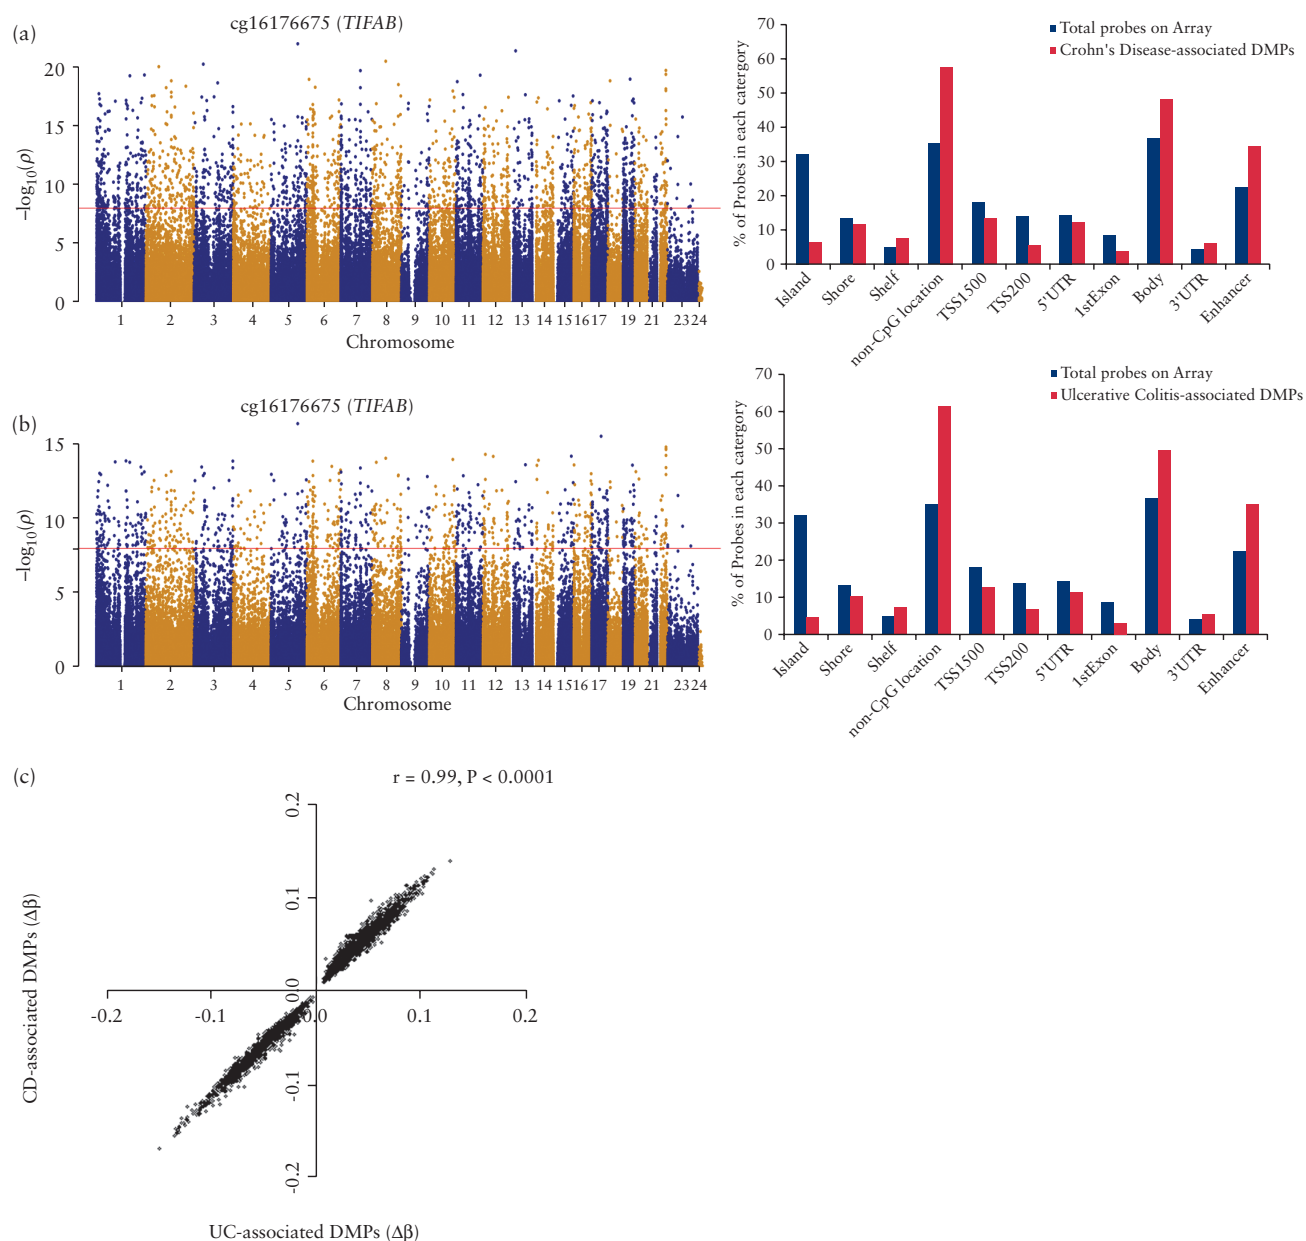 (a)
cg16176675 (TIFAB)
20
15
10
5
0
−log10(ρ)
1 2 3 4 5 6 7 8 9 10 11 12 13 14 15 16 17 19 21 23 24
Chromosome
70
60
50
40
30
20
10
0
% of Probes in each catergory
Total probes on Array
Crohn's Disease-associated DMPs
Island
Shore
Shelf
non-CpG location
TSS1500
TSS200
5'UTR
1stExon
Body
3'UTR
Enhancer
(b)
cg16176675 (TIFAB)
15
10
5
0
−log10(ρ)
1 2 3 4 5 6 7 8 9 10 11 12 13 14 15 16 17 19 21 23 24
Chromosome
70
60
50
40
30
20
10
0
% of Probes in each catergory
Total probes on Array
Ulcerative Colitis-associated DMPs
Island
Shore
Shelf
non-CpG location
TSS1500
TSS200
5'UTR
1stExon
Body
3'UTR
Enhancer
(c)
r = 0.99, P < 0.0001
0.2
0.1
0.0
-0.1
-0.2
CD-associated DMPs (Δβ)
-0.2 -0.1 0.0 0.1 0.2
UC-associated DMPs (Δβ)